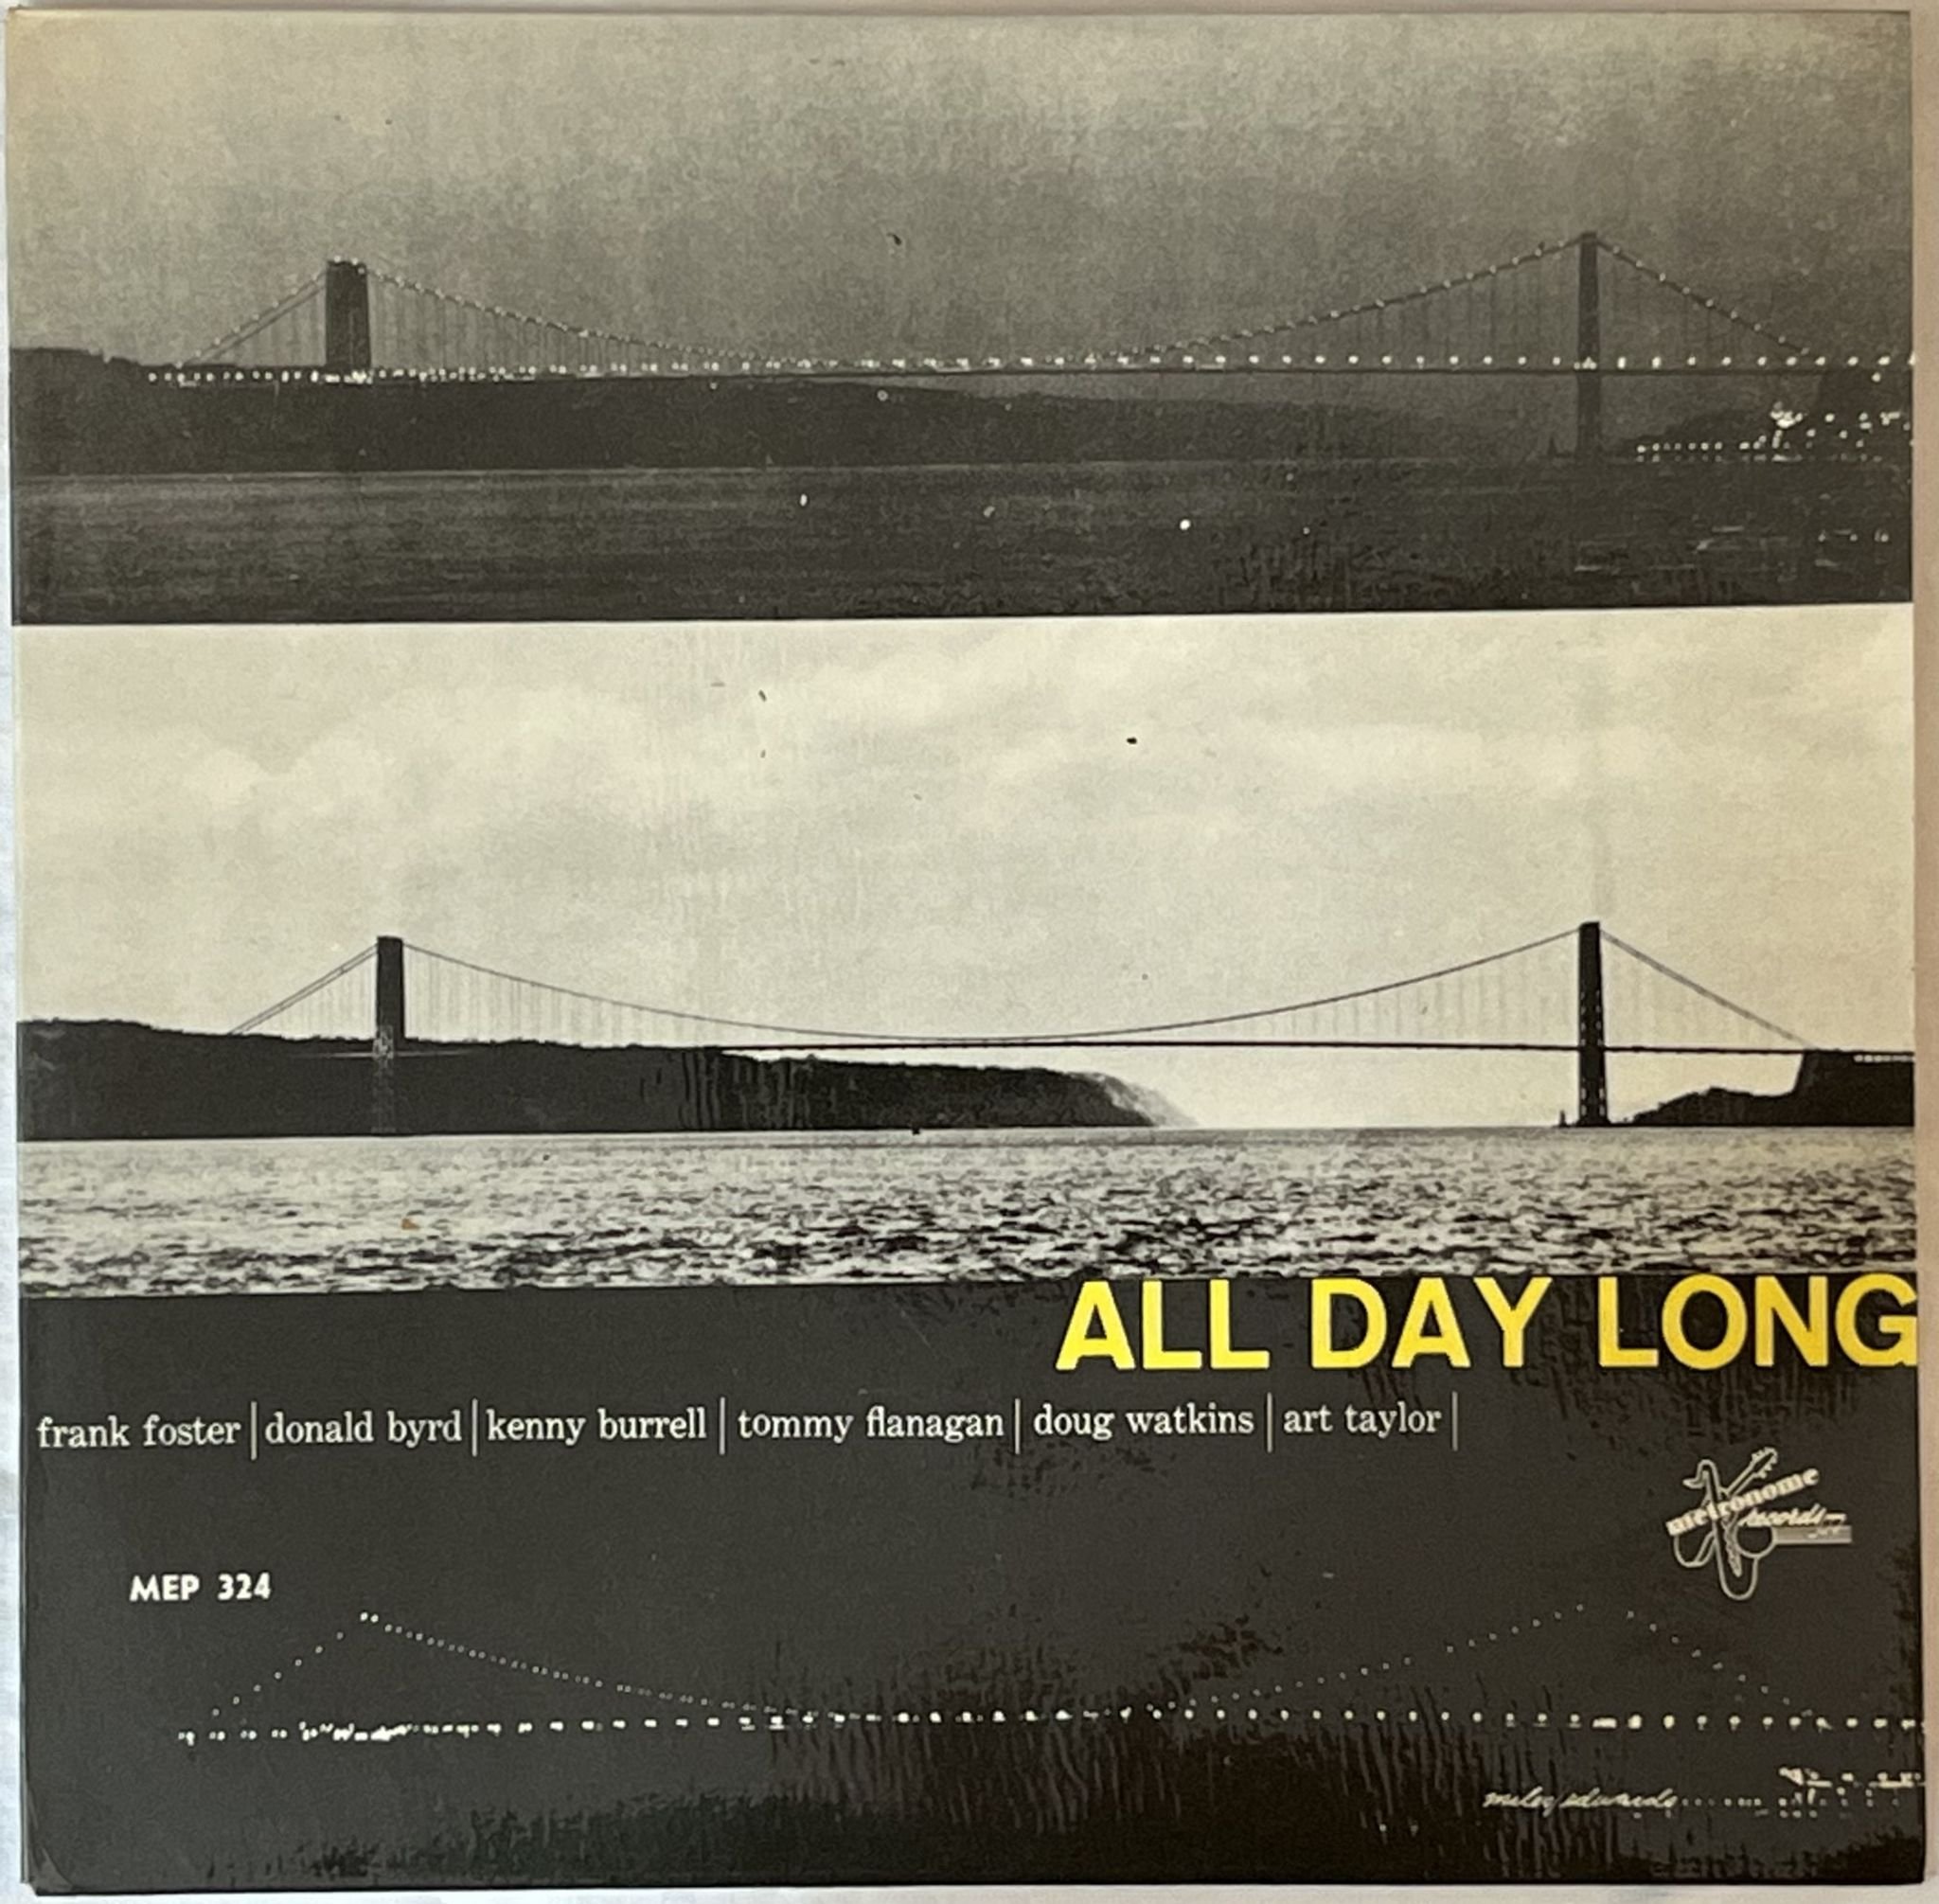 ALL DAY LONG
frank foster | donald byrd | kenny burrell | tommy flanagan | doug watkins | art taylor |
metronome
records
MEP 324
edwards